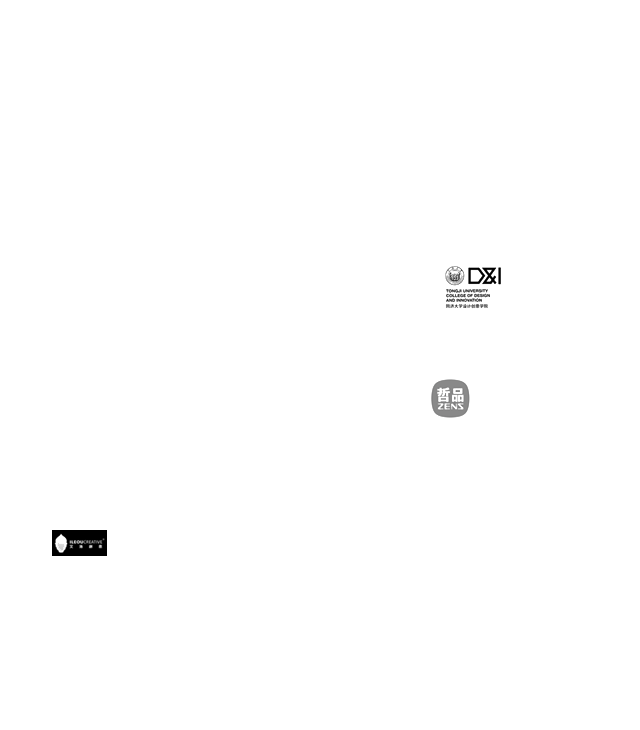 D&I
TONGJI UNIVERSITY
COLLEGE OF DESIGN
AND INNOVATION
同济大学设计创意学院
哲品
ZENS
ILEOUCREATIVE